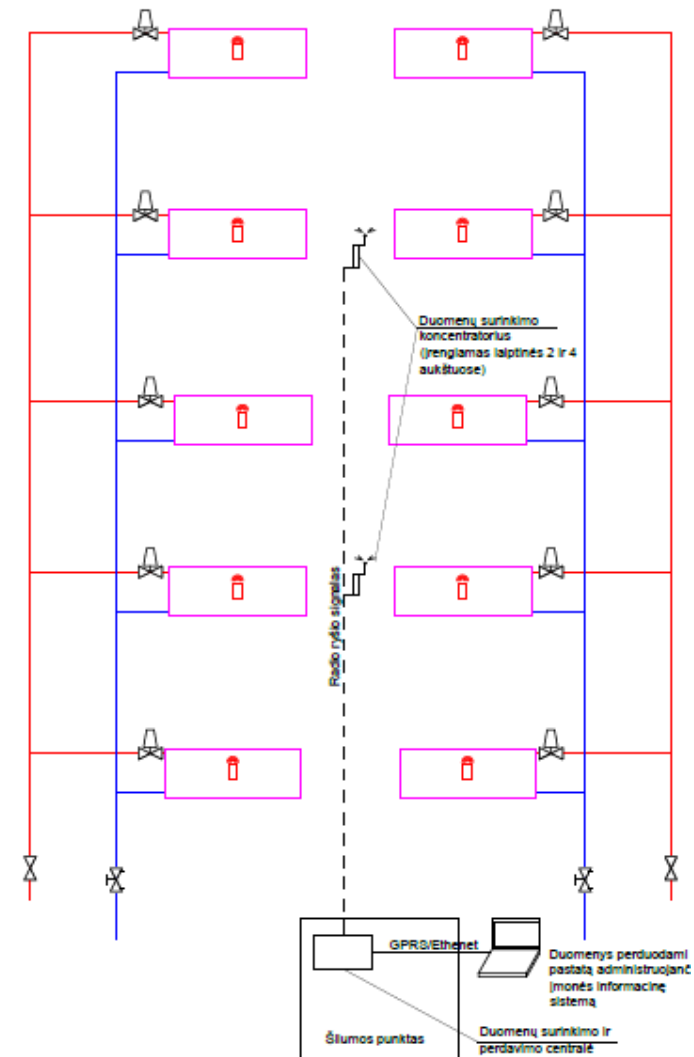 Duomenų surinkimo
koncentratorius
(įrengiamas laiptinės 2 ir 4
aukštuose)
Radio ryšio signalas
GPRS/Ethenet
Duomenys perduodami
pastatą administruojanč
įmonės informacinę
sistemą
Šilumos punktas
Duomenų surinkimo ir
perdavimo centralė